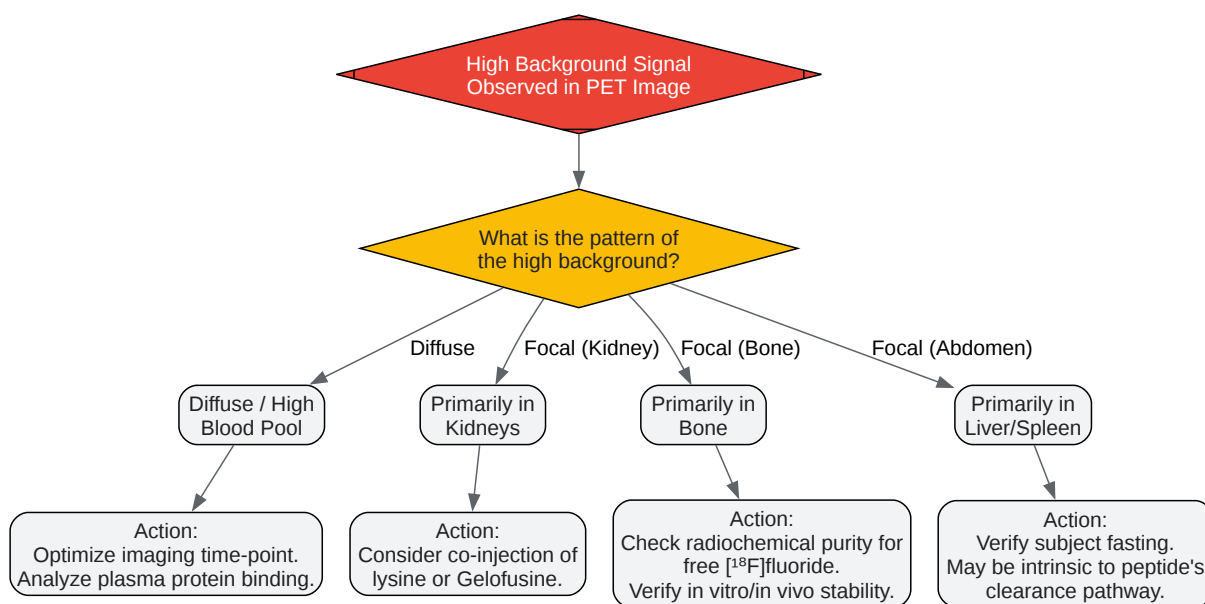 High Background Signal
Observed in PET Image
What is the pattern of
the high background?
Diffuse
Focal (Kidney)
Focal (Bone)
Focal (Abdomen)
Diffuse / High
Blood Pool
Primarily in
Kidneys
Primarily in
Bone
Primarily in
Liver/Spleen
Action:
Optimize imaging time-point.
Analyze plasma protein binding.
Action:
Consider co-injection of
lysine or Gelofusine.
Action:
Check radiochemical purity for
free [¹⁸F]fluoride.
Verify in vitro/in vivo stability.
Action:
Verify subject fasting.
May be intrinsic to peptide's
clearance pathway.